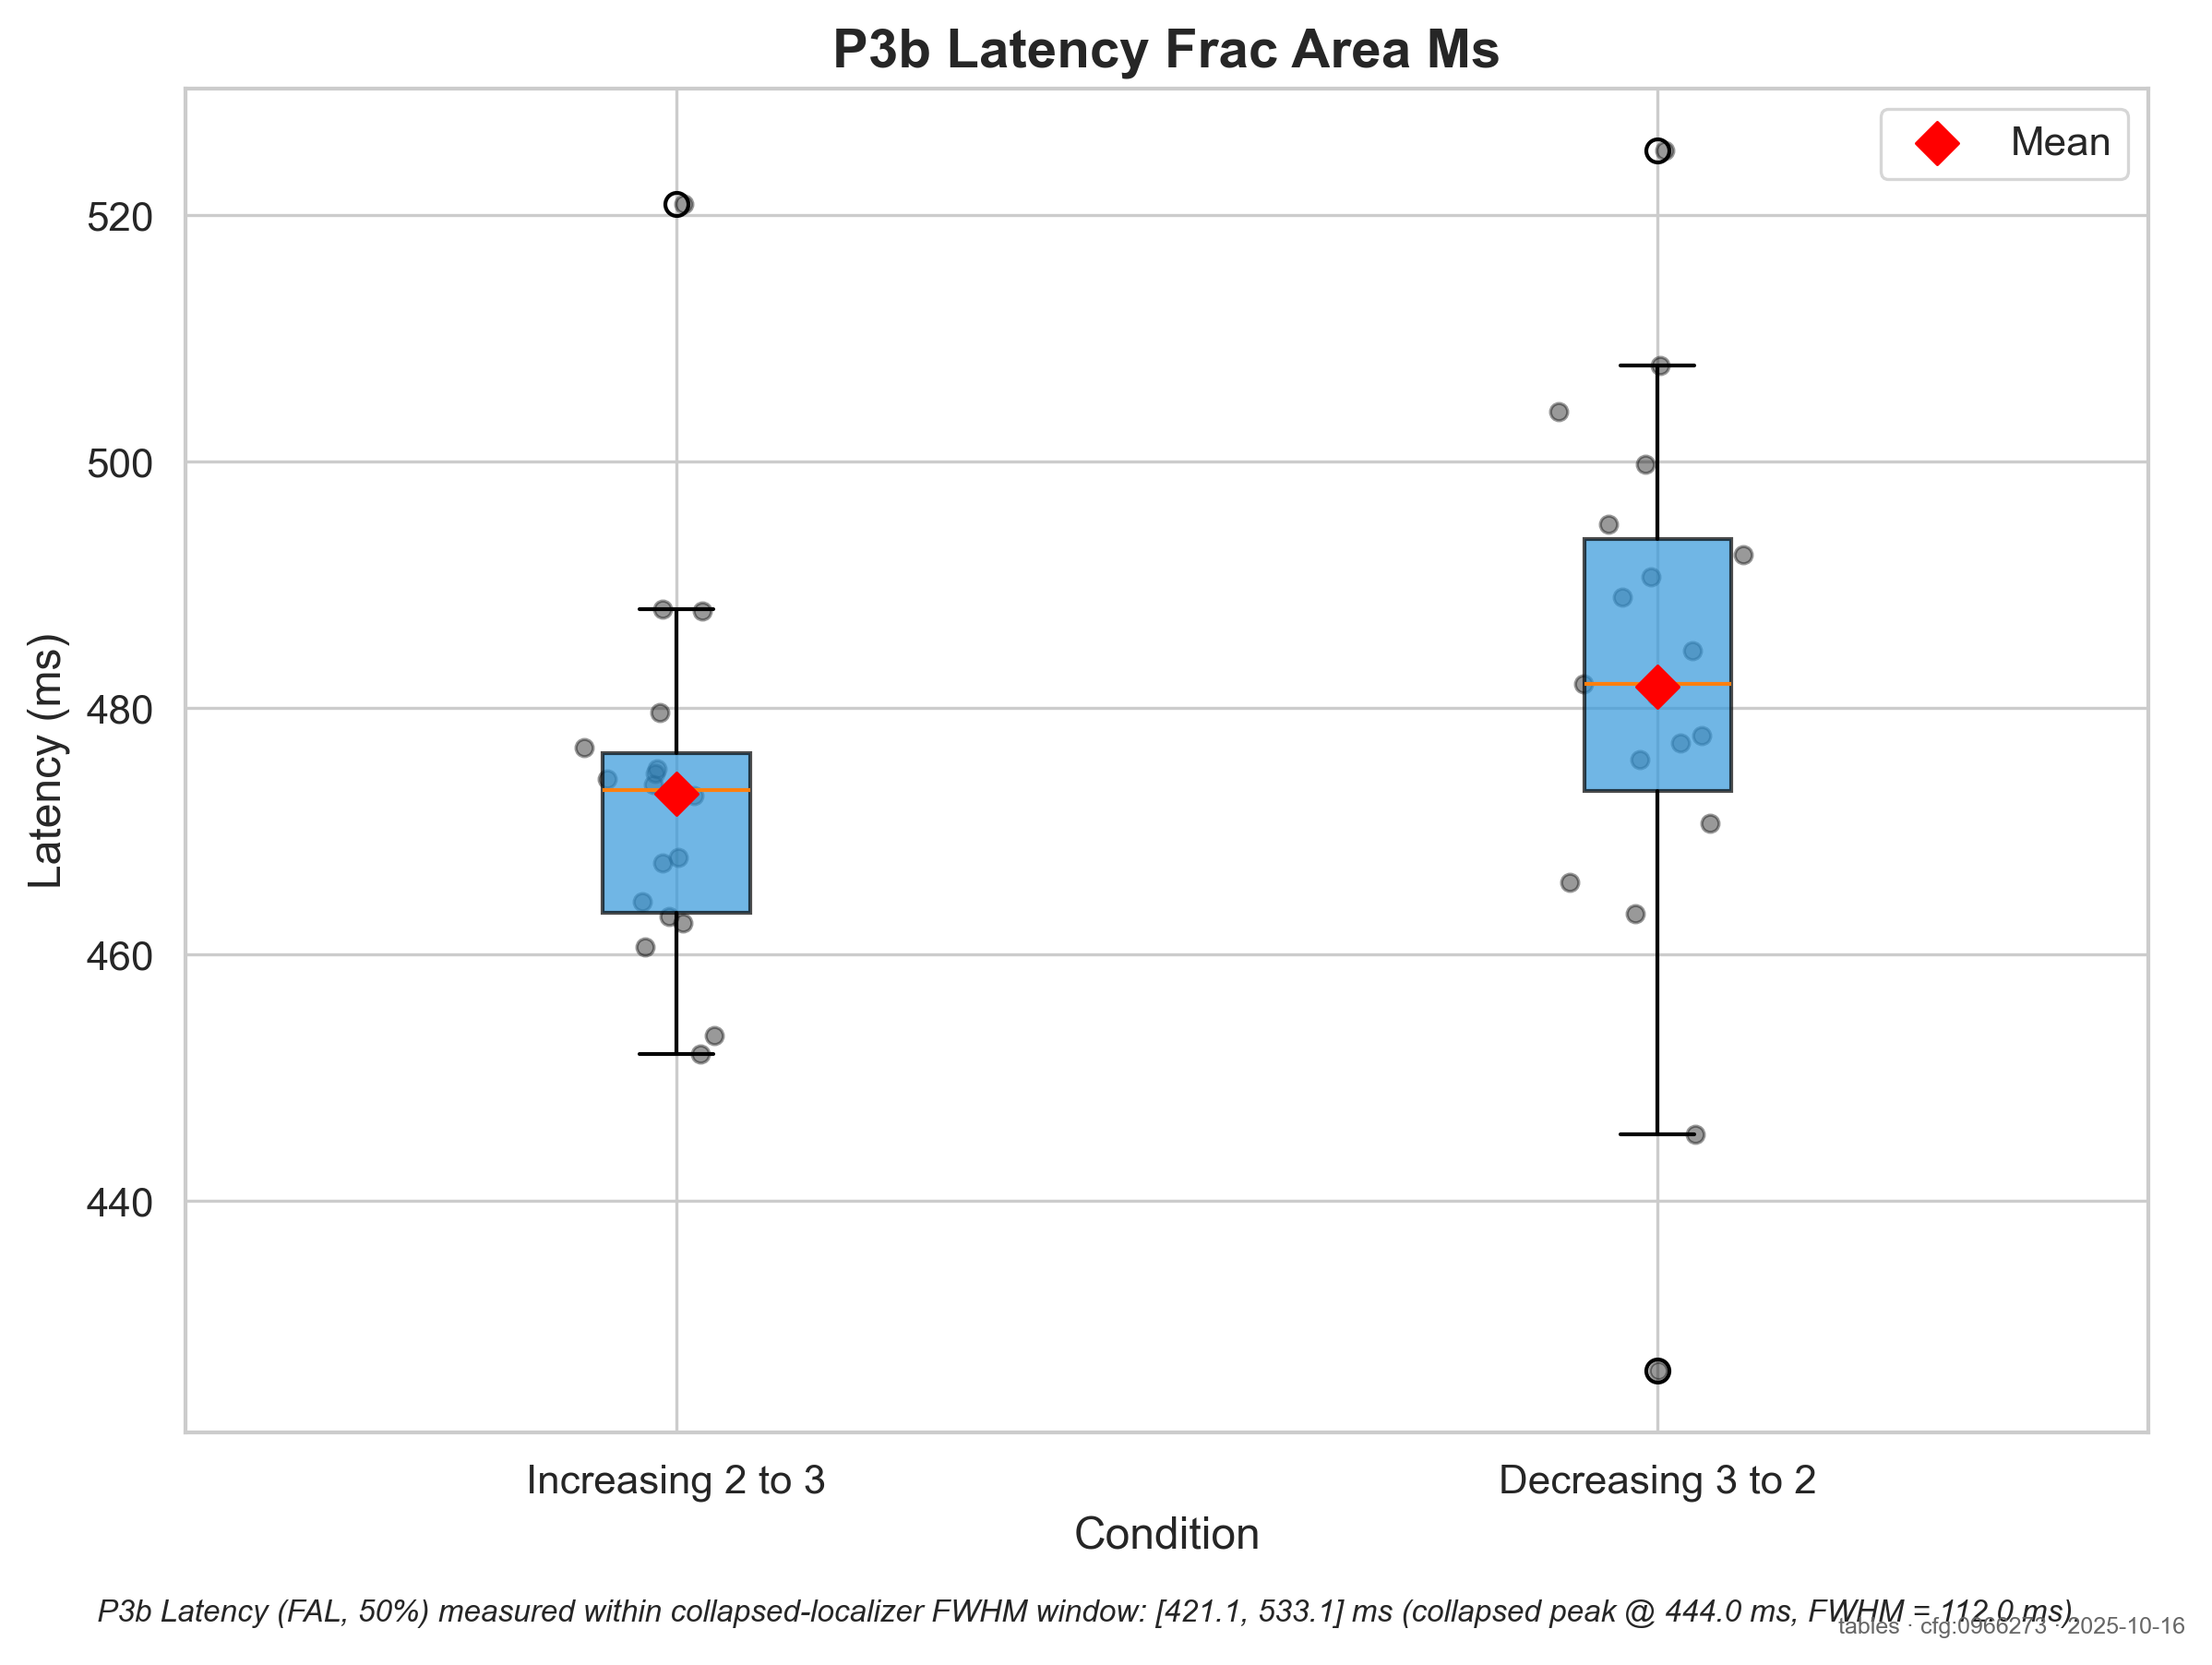 P3b Latency Frac Area Ms
Mean
520
500
480
460
440
Latency (ms)
Increasing 2 to 3
Decreasing 3 to 2
Condition
P3b Latency (FAL, 50%) measured within collapsed-localizer FWHM window: [421.1, 533.1] ms (collapsed peak @ 444.0 ms, FWHM = 112.0 ms).
tables · cfg:0966273 · 2025-10-16